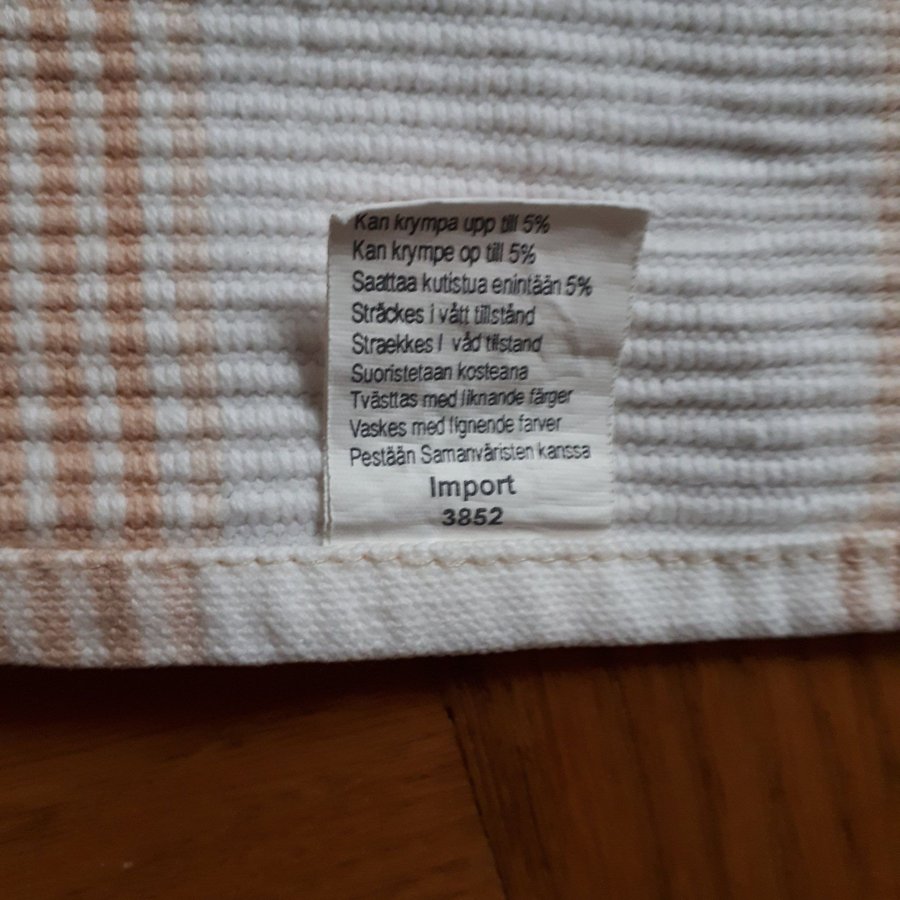 Kan krympa upp till 5%
Kan krympe op till 5%
Saattaa kutistua enintään 5%
Sträckes i vått tillstånd
Straekkes I våd tilstand
Suoristetaan kosteana
Tvästtas med liknande färger
Vaskes med lignende farver
Pestään Samanväristen kanssa
Import
3852